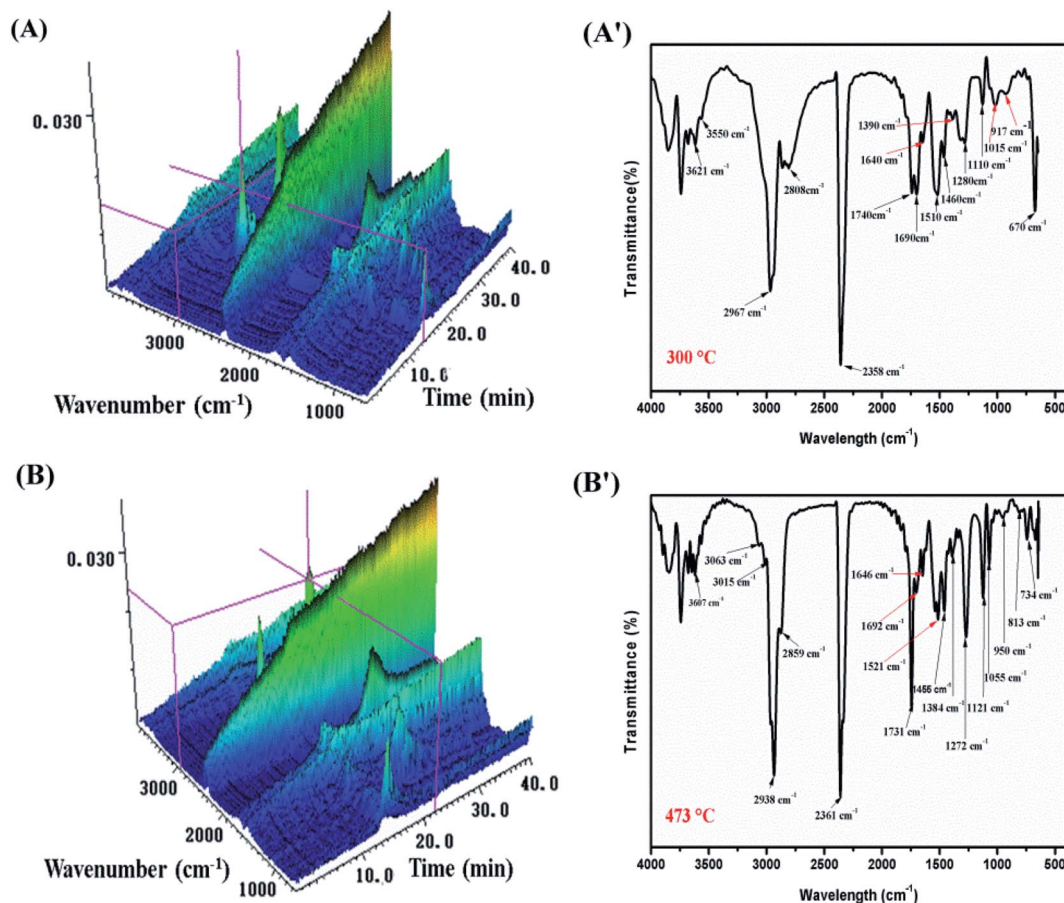 (A)
0.030
3000
2000
1000
Wavenumber (cm-1)
10.0
20.0
30.0
40.0
Time (min)
(A')
Transmittance(%)
3550 cm-1
3621 cm-1
2967 cm-1
2808cm-1
2358 cm-1
1390 cm-1
1640 cm-1
1740cm-1
1690cm-1
1510 cm-1
1460cm-1
1280cm-1
1110 cm-1
1015 cm-1
917 cm-1
670 cm-1
300 °C
4000 3500 3000 2500 2000 1500 1000 500
Wavelength (cm-1)
(B)
0.030
3000
2000
1000
Wavenumber (cm-1)
10.0
20.0
30.0
40.0
Time (min)
(B')
Transmittance (%)
3607 cm-1
3063 cm-1
3015 cm-1
2859 cm-1
2938 cm-1
2361 cm-1
1646 cm-1
1692 cm-1
1521 cm-1
1731 cm-1
1455 cm-1
1384 cm-1
1272 cm-1
1121 cm-1
1055 cm-1
950 cm-1
813 cm-1
734 cm-1
473 °C
4000 3500 3000 2500 2000 1500 1000 500
Wavelength (cm-1)